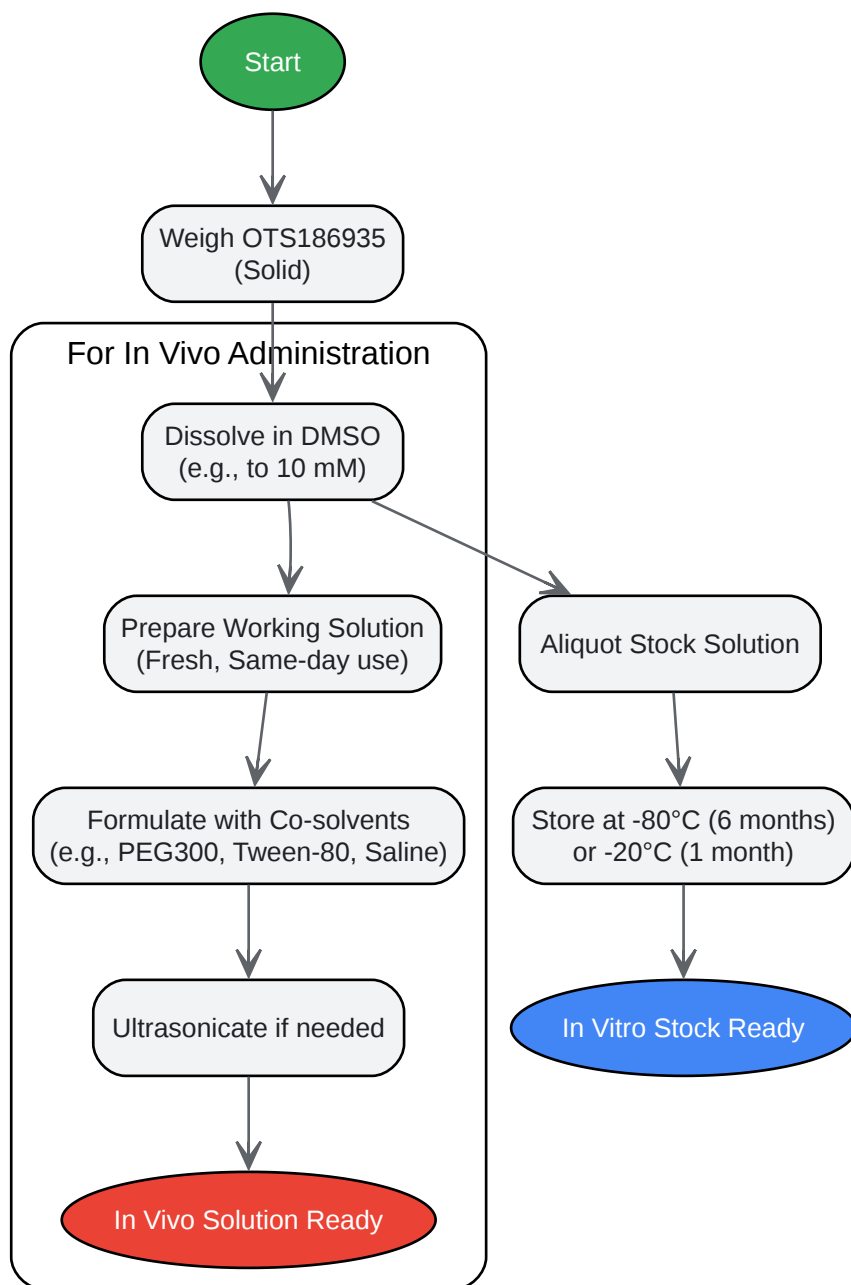 Start
Weigh OTS186935
(Solid)
For In Vivo Administration
Dissolve in DMSO
(e.g., to 10 mM)
Prepare Working Solution
(Fresh, Same-day use)
Aliquot Stock Solution
Formulate with Co-solvents
(e.g., PEG300, Tween-80, Saline)
Store at -80°C (6 months)
or -20°C (1 month)
Ultrasonicate if needed
In Vitro Stock Ready
In Vivo Solution Ready